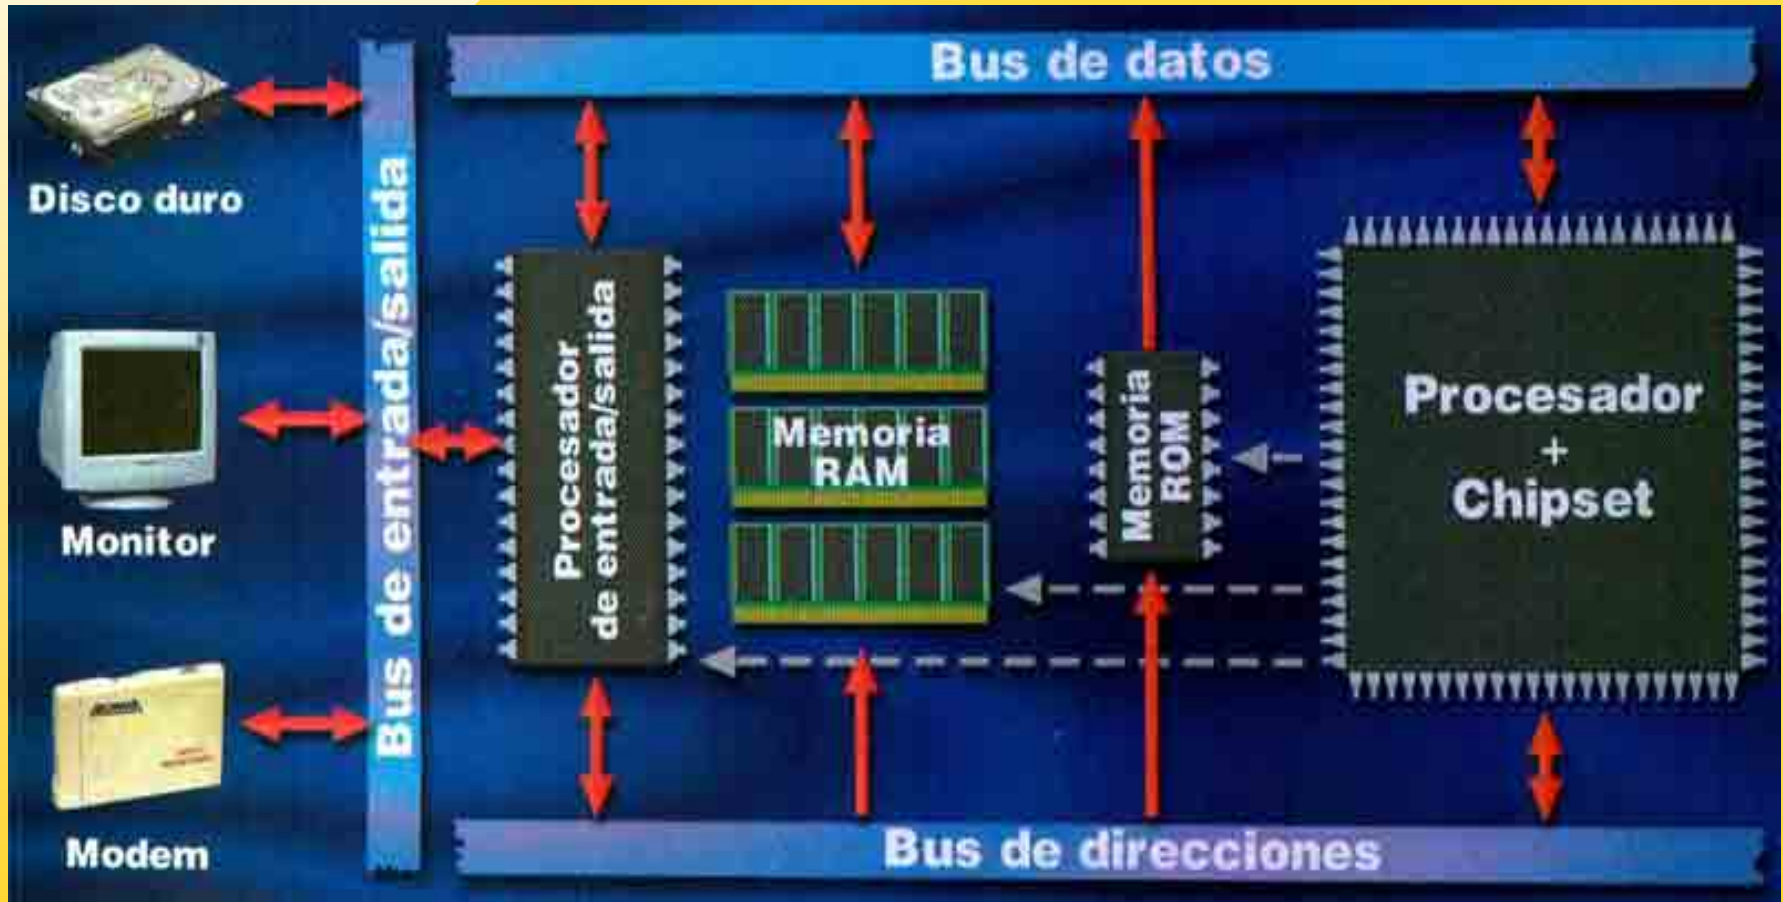 Bus de datos
Disco duro
Bus de entrada/salida
Procesador
de entrada/salida
Memoria
RAM
Memoria
ROM
Procesador
+
Chipset
Monitor
Modem
Bus de direcciones